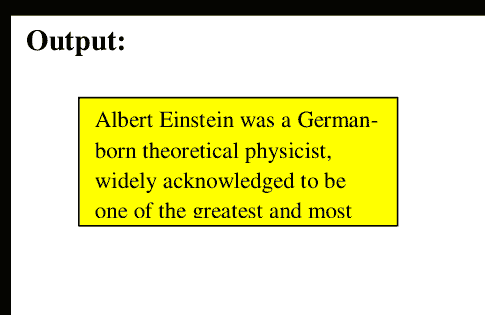 Output:
Albert Einstein was a German-
born theoretical physicist,
widely acknowledged to be
one of the greatest and most